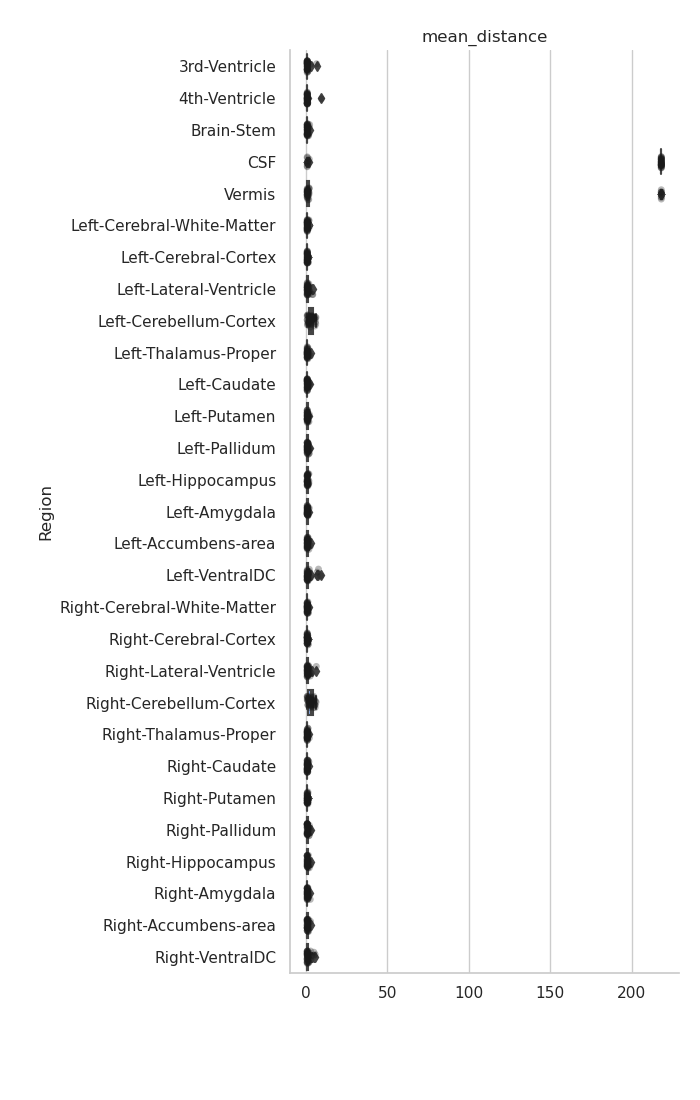 mean_distance
3rd-Ventricle
4th-Ventricle
Brain-Stem
CSF
Vermis
Left-Cerebral-White-Matter
Left-Cerebral-Cortex
Left-Lateral-Ventricle
Left-Cerebellum-Cortex
Left-Thalamus-Proper
Left-Caudate
Left-Putamen
Left-Pallidum
Left-Hippocampus
Left-Amygdala
Left-Accumbens-area
Left-VentralDC
Right-Cerebral-White-Matter
Right-Cerebral-Cortex
Right-Lateral-Ventricle
Right-Cerebellum-Cortex
Right-Thalamus-Proper
Right-Caudate
Right-Putamen
Right-Pallidum
Right-Hippocampus
Right-Amygdala
Right-Accumbens-area
Right-VentralDC
Region
0 50 100 150 200